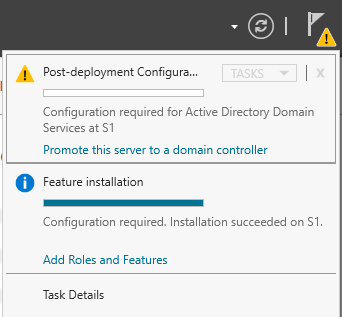 Post-deployment Configura... TASKS X
Configuration required for Active Directory Domain
Services at S1
Promote this server to a domain controller
Feature installation
Configuration required. Installation succeeded on S1.
Add Roles and Features
Task Details